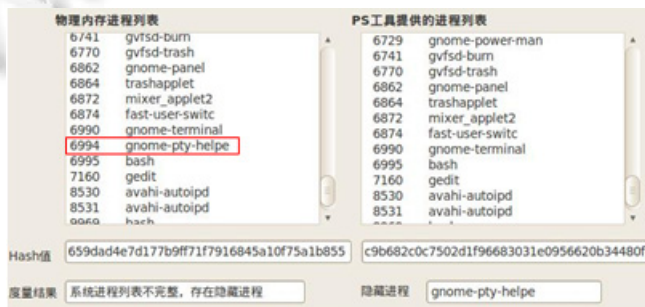 物理内存进程列表
6741 gvfsd-burn
6770 gvfsd-trash
6862 gnome-panel
6864 trashapplet
6872 mixer_applet2
6874 fast-user-switc
6990 gnome-terminal
6994 gnome-pty-helpe
6995 bash
7160 gedit
8530 avahi-autoipd
8531 avahi-autoipd
9969 bash
PS工具提供的进程列表
6729 gnome-power-man
6741 gvfsd-burn
6770 gvfsd-trash
6862 gnome-panel
6864 trashapplet
6872 mixer_applet2
6874 fast-user-switc
6990 gnome-terminal
6995 bash
7160 gedit
8530 avahi-autoipd
8531 avahi-autoipd
Hash值 659dad4e7d177b9ff71f7916845a10f75a1b855 c9b682c0c7502d1f96683031e0956620b34480f
度量结果 系统进程列表不完整，存在隐藏进程 隐藏进程 gnome-pty-helpe